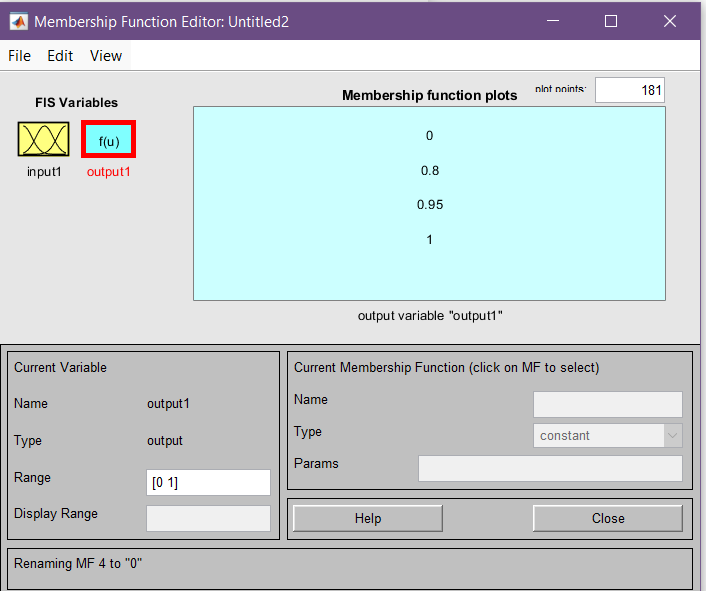 Membership Function Editor: Untitled2
File Edit View
FIS Variables
f(u)
input1 output1
Membership function plots plot points: 181
0
0.8
0.95
1
output variable "output1"
Current Variable
Name output1
Type output
Range [0 1]
Display Range
Current Membership Function (click on MF to select)
Name
Type constant
Params
Help Close
Renaming MF 4 to "0"